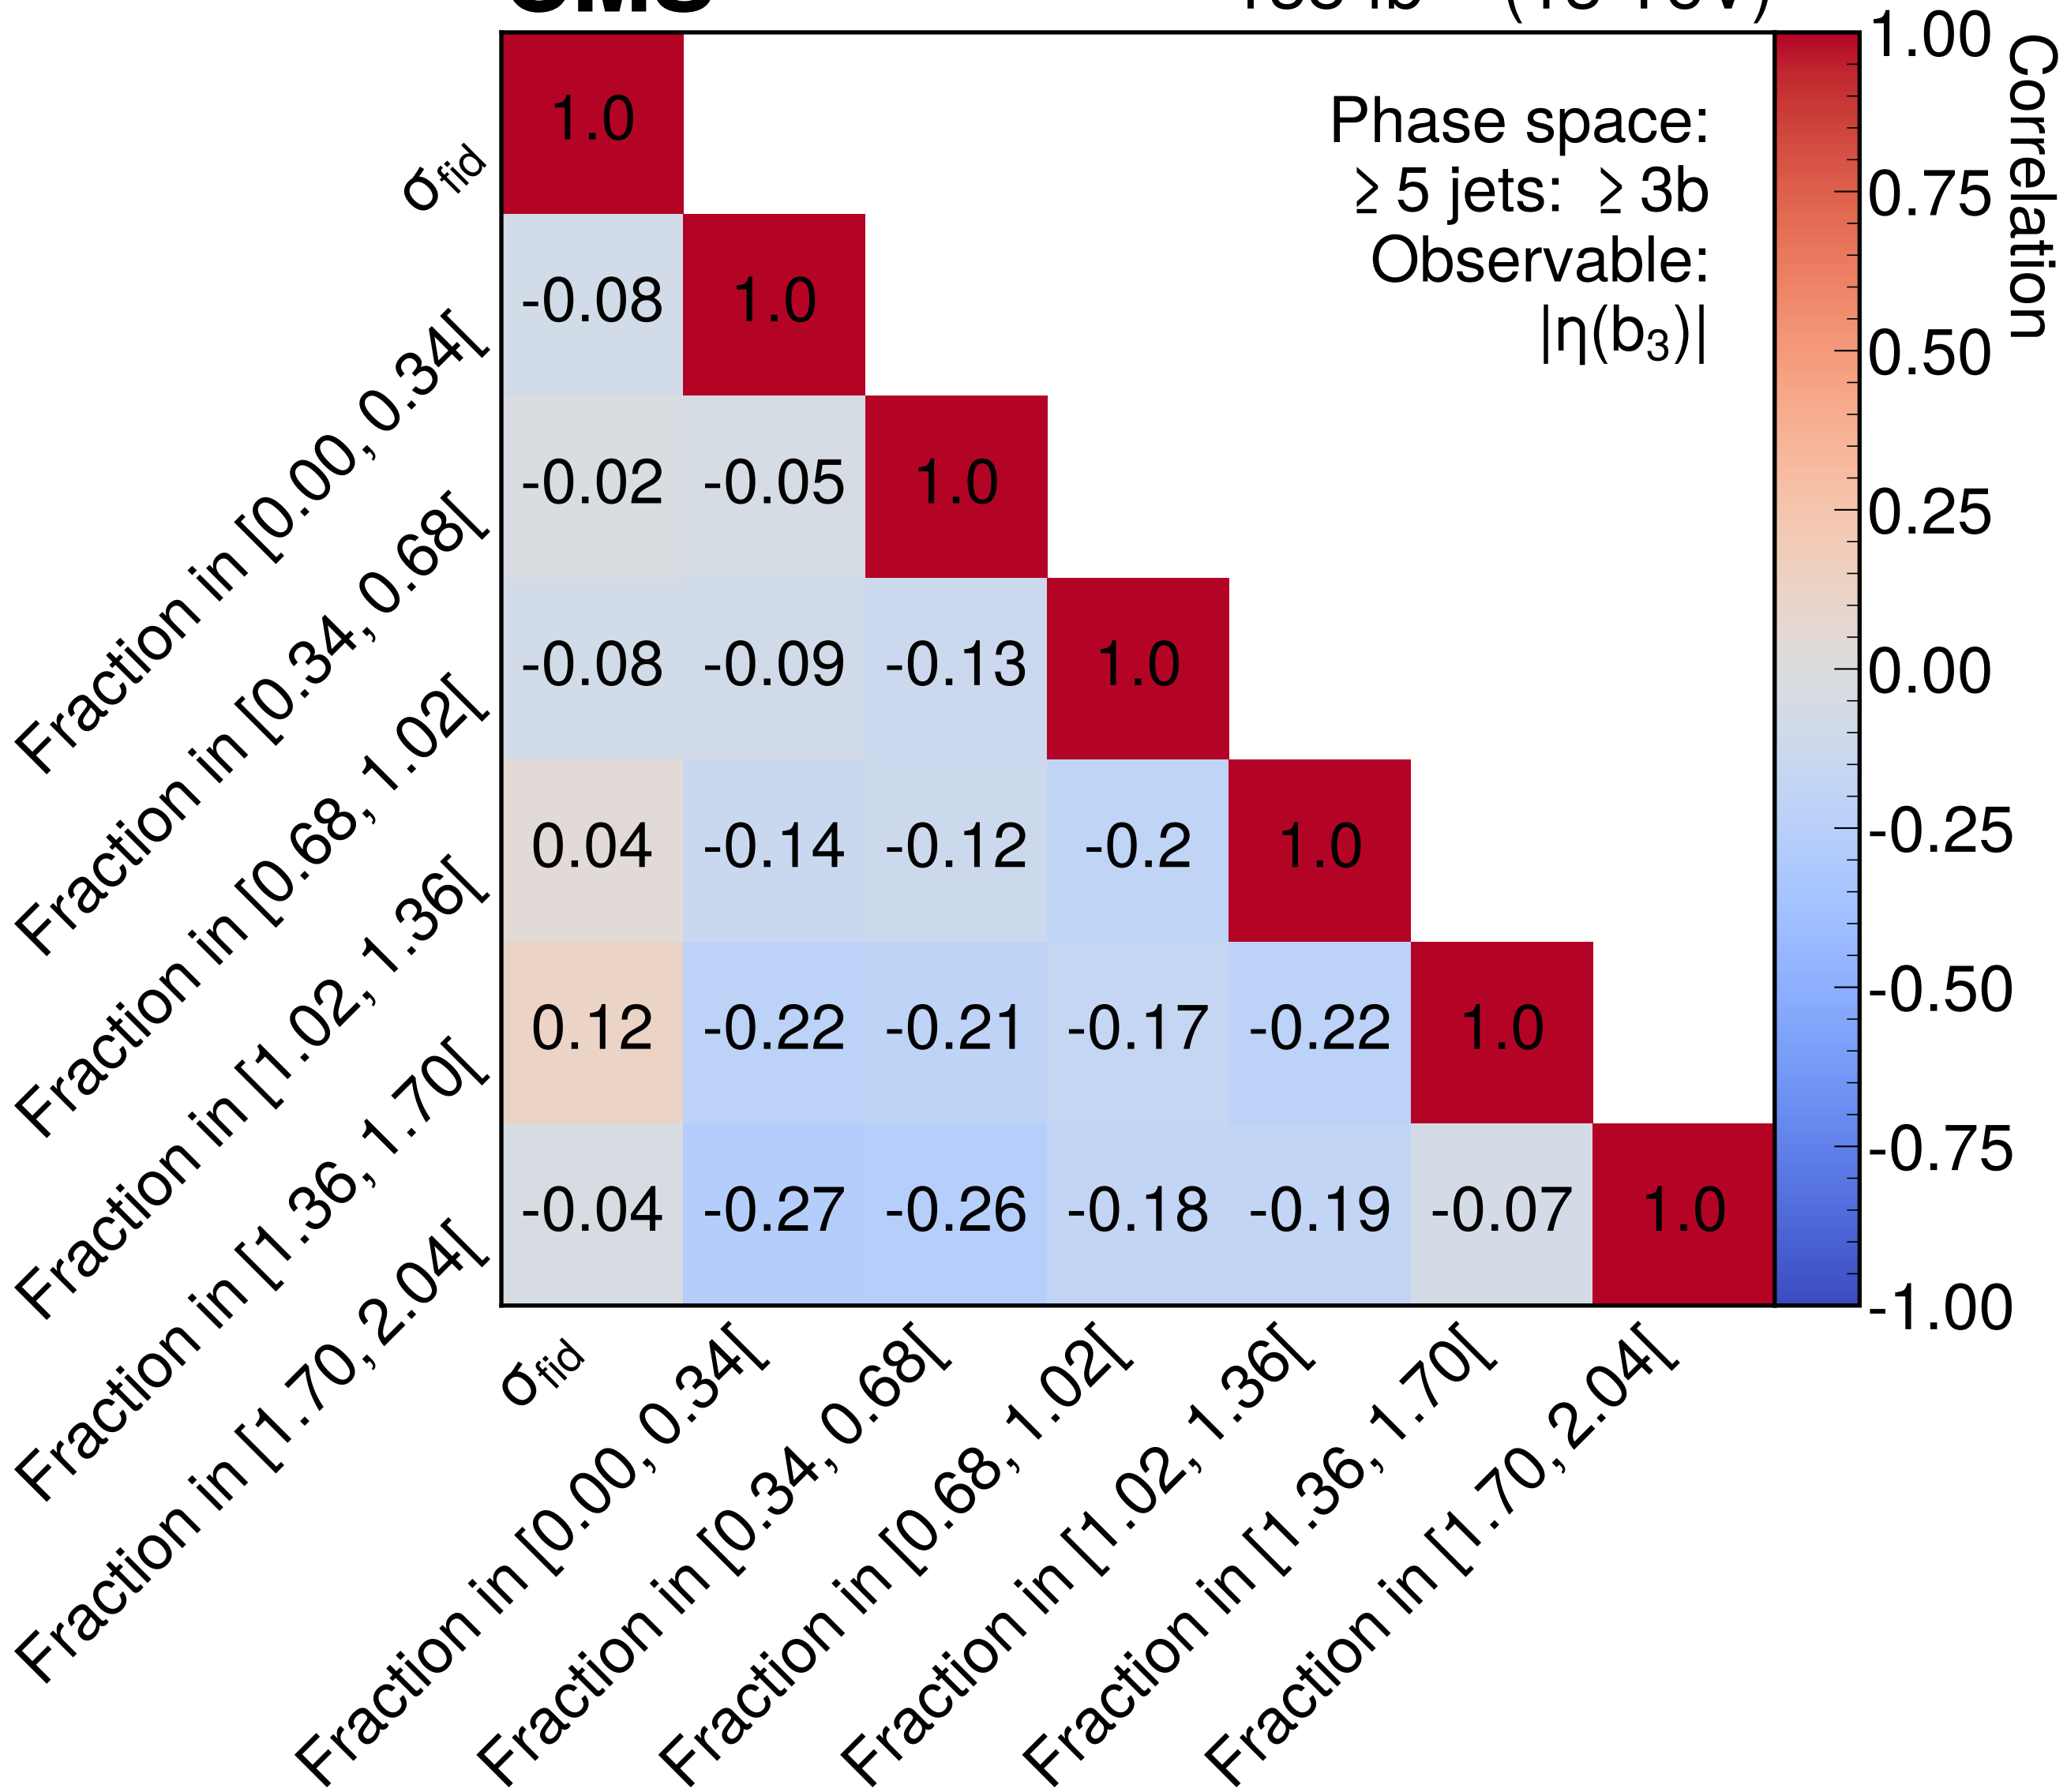 CMS
1.00
Correlation
1.0
Phase space:
≥ 5 jets: ≥ 3b
Observable:
|η(b₃)|
0.75
0.50
0.25
0.00
-0.25
-0.50
-0.75
-1.00
σfid
-0.08 1.0
Fraction in [0.00, 0.34[
-0.02 -0.05 1.0
Fraction in [0.34, 0.68[
-0.08 -0.09 -0.13 1.0
Fraction in [0.68, 1.02[
0.04 -0.14 -0.12 -0.2 1.0
Fraction in [1.02, 1.36[
0.12 -0.22 -0.21 -0.17 -0.22 1.0
Fraction in [1.36, 1.70[
-0.04 -0.27 -0.26 -0.18 -0.19 -0.07 1.0
Fraction in [1.70, 2.04[
σfid
Fraction in [0.00, 0.34[
Fraction in [0.34, 0.68[
Fraction in [0.68, 1.02[
Fraction in [1.02, 1.36[
Fraction in [1.36, 1.70[
Fraction in [1.70, 2.04[